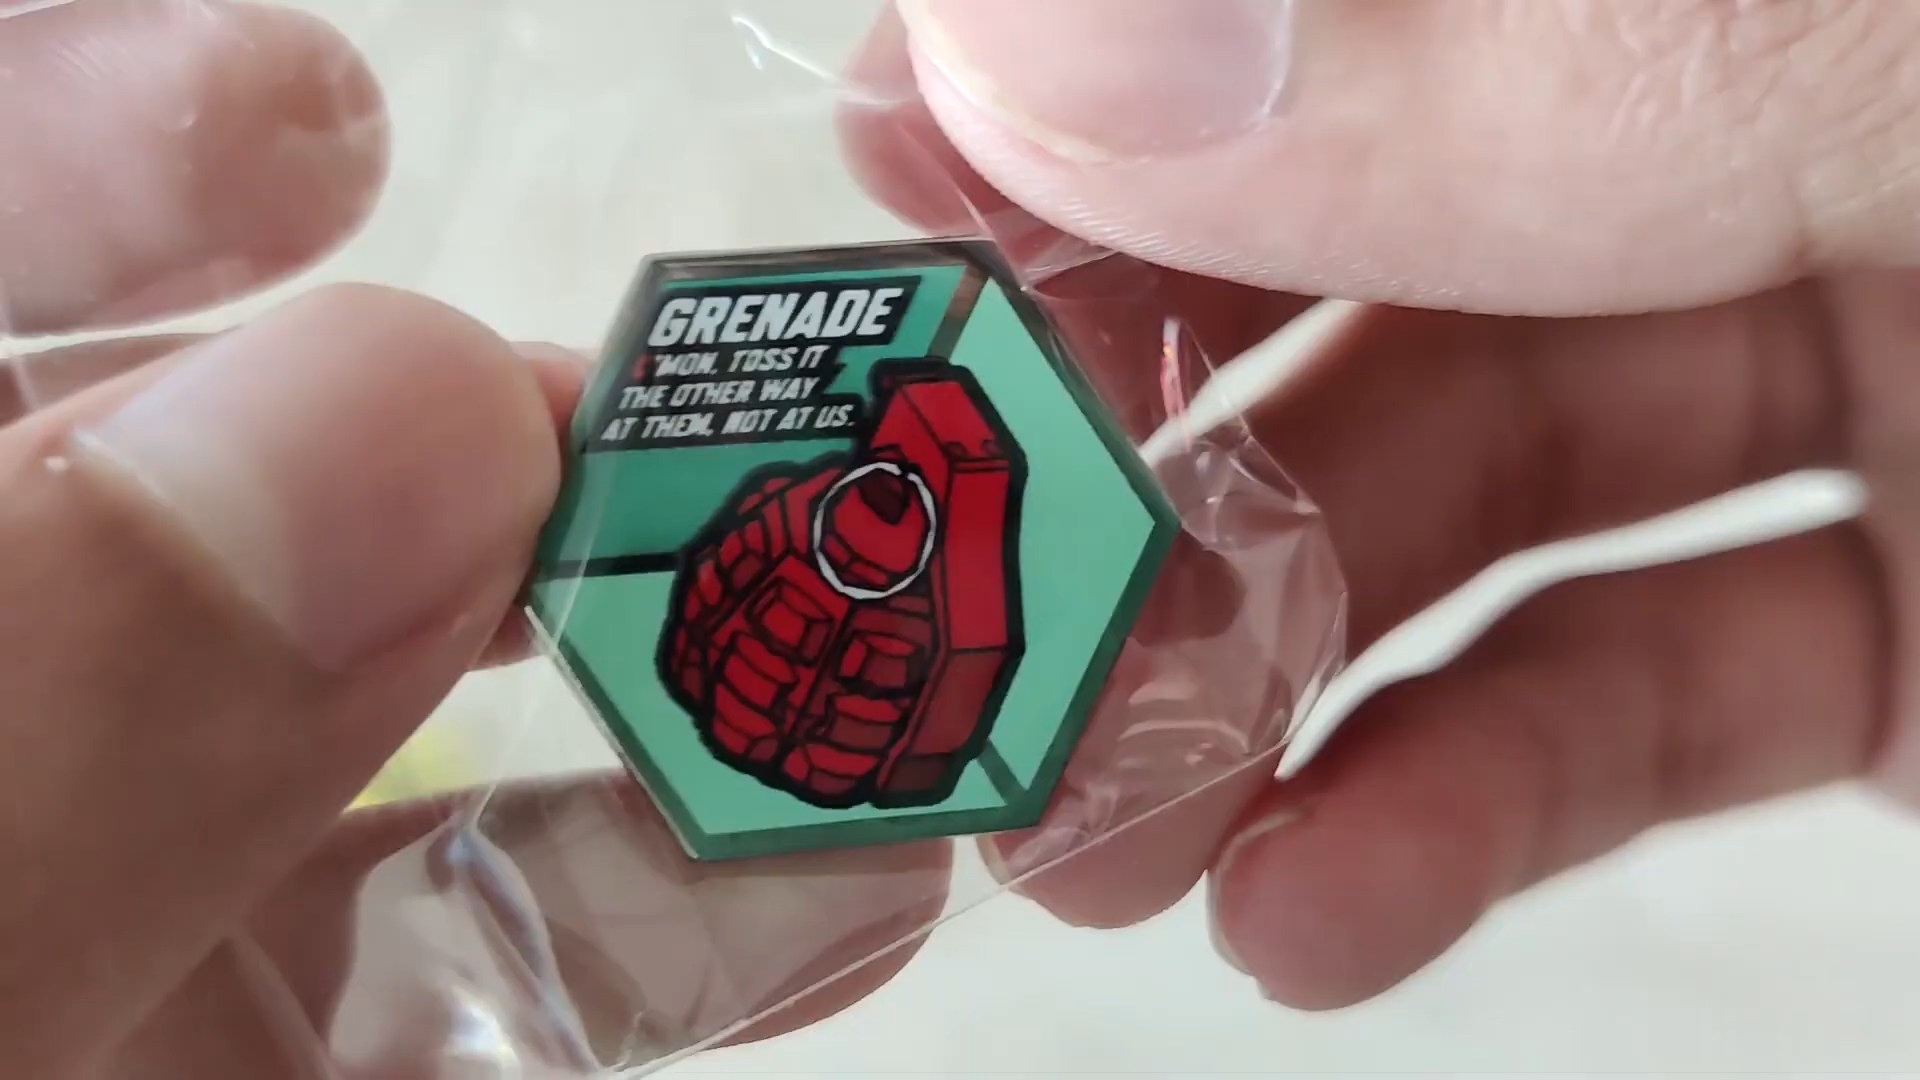 GRENADE
C'MON, TOSS IT
THE OTHER WAY
AT THEM, NOT AT US.